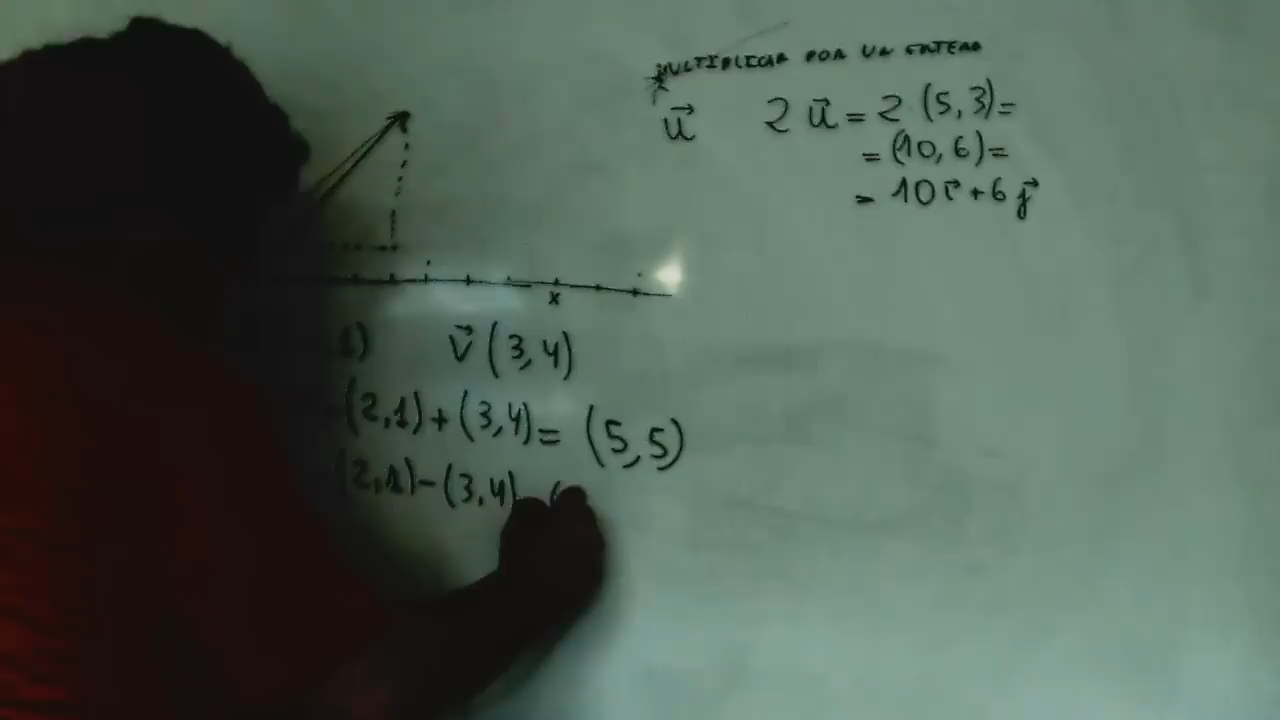 MULTIPLICAR POR UN ENTERO
u⃗ 2 u⃗ = 2 (5,3)=
= (10,6)=
= 10 i⃗ + 6 j⃗
x
1) v⃗ (3,4)
(2,1)+(3,4)= (5,5)
(2,1)-(3,4) (